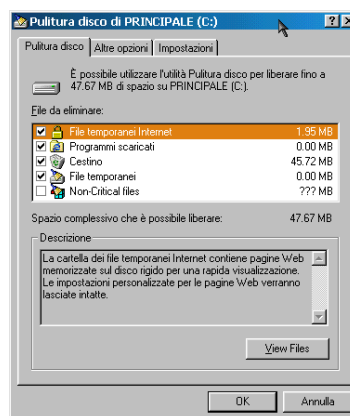 Pulitura disco di PRINCIPALE (C:)
Pulitura disco Altre opzioni Impostazioni
È possibile utilizzare l'utilità Pulitura disco per liberare fino a
47.67 MB di spazio su PRINCIPALE (C:).
File da eliminare:
File temporanei Internet 1.95 MB
Programmi scaricati 0.00 MB
Cestino 45.72 MB
File temporanei 0.00 MB
Non-Critical files ??? MB
Spazio complessivo che è possibile liberare: 47.67 MB
Descrizione
La cartella dei file temporanei Internet contiene pagine Web
memorizzate sul disco rigido per una rapida visualizzazione.
Le impostazioni personalizzate per le pagine Web verranno
lasciate intatte.
View Files
OK Annulla